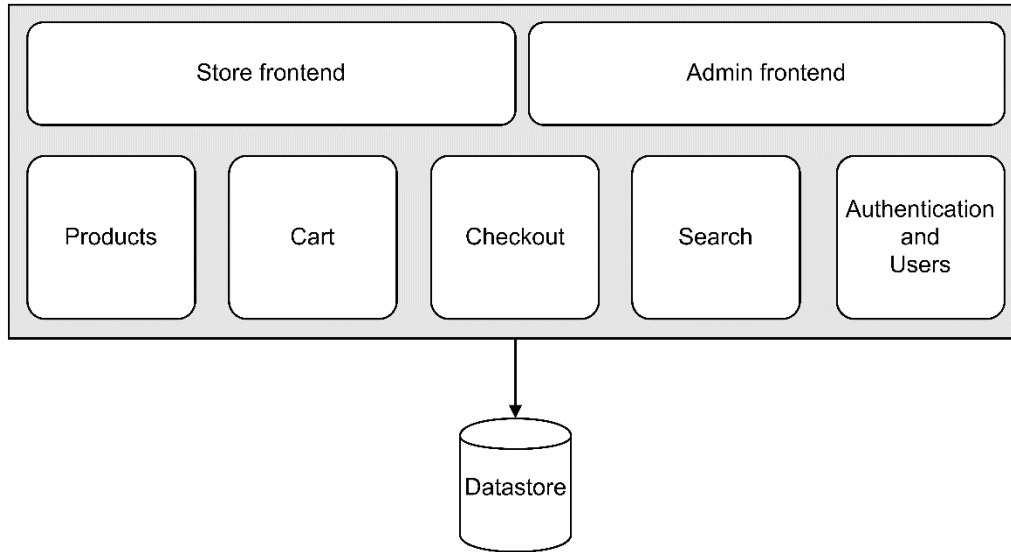 Store frontend
Admin frontend
Products
Cart
Checkout
Search
Authentication
and
Users
Datastore